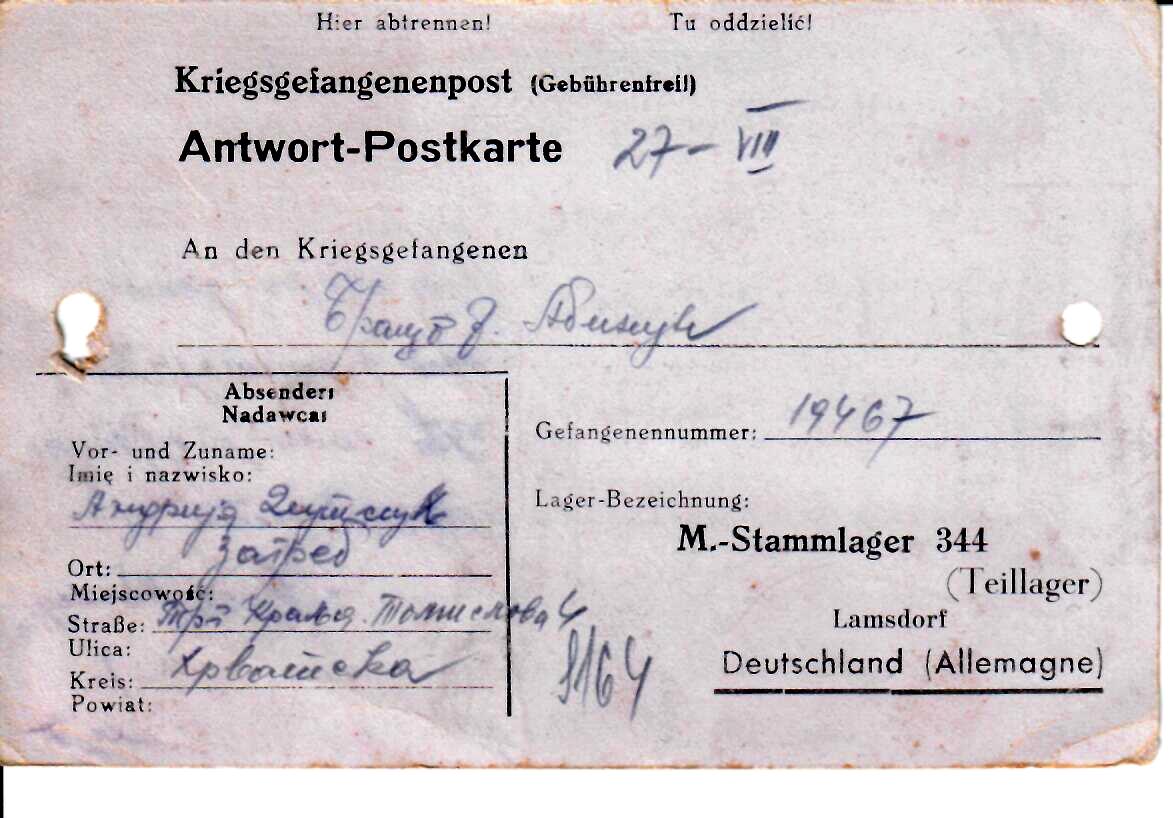 Hier abtrennen! Tu oddzielić!
Kriegsgefangenenpost (Gebührenfrei!)
Antwort-Postkarte 27-VIII
An den Kriegsgefangenen
Absender:
Nadawca:
Vor- und Zuname:
Imię i nazwisko:
Андрија
Загреб
Ort:
Miejscowość:
Straße: Трг Краља Томислава 4
Ulica:
Kreis: Хрватска
Powiat:
Gefangenennummer: 19467
Lager-Bezeichnung:
M.-Stammlager 344
(Teillager)
Lamsdorf
Deutschland (Allemagne)